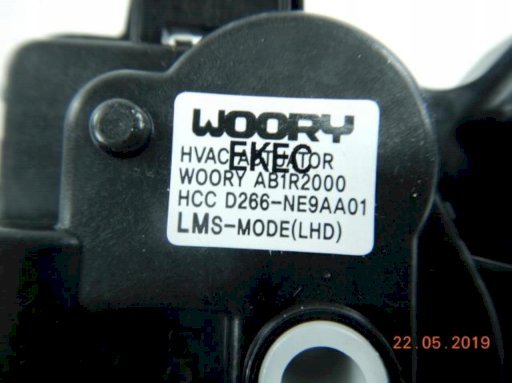 WOORY
EKEC
HVAC ACTUATOR
WOORY AB1R2000
HCC D266-NE9AA01
LMS-MODE(LHD)
22.05.2019